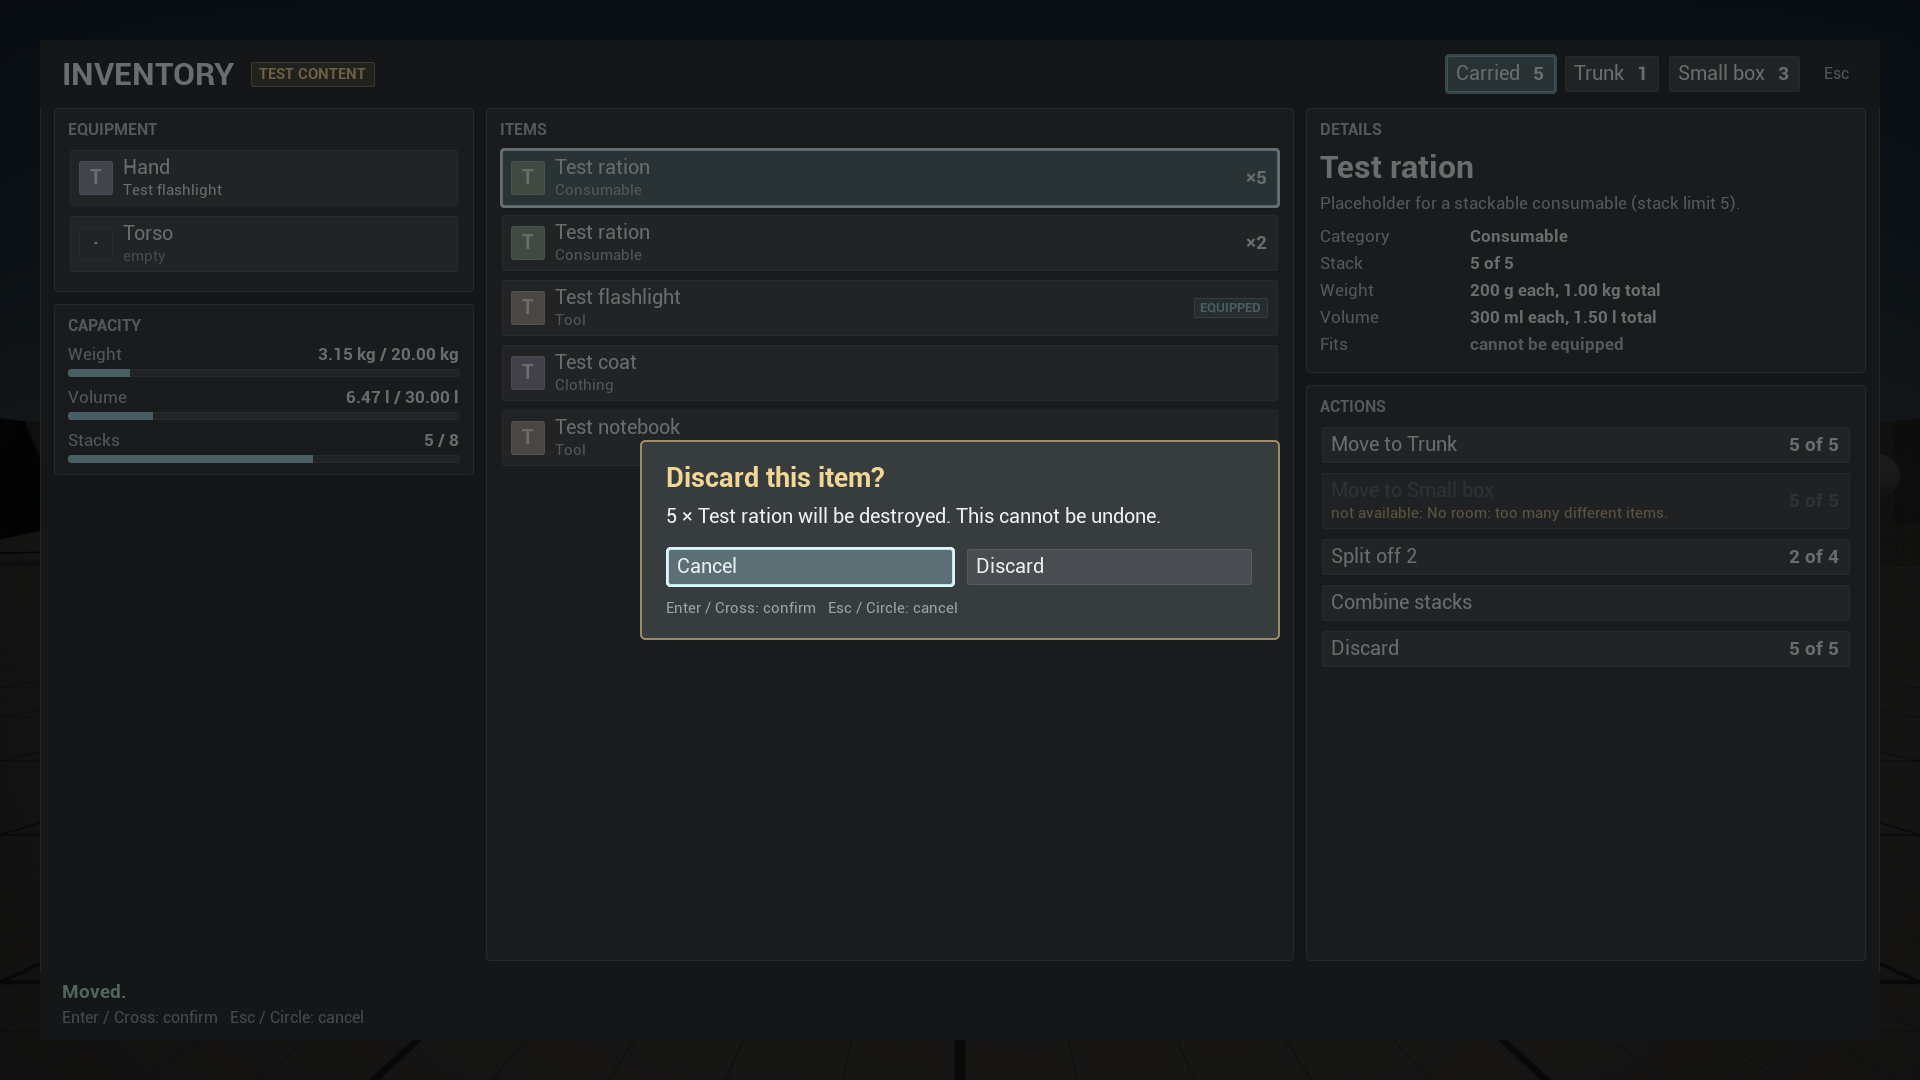 INVENTORY TEST CONTENT
Carried 5 Trunk 1 Small box 3 Esc
EQUIPMENT
T Hand
Test flashlight
· Torso
empty
CAPACITY
Weight 3.15 kg / 20.00 kg
Volume 6.47 l / 30.00 l
Stacks 5 / 8
ITEMS
T Test ration ×5
Consumable
T Test ration ×2
Consumable
T Test flashlight EQUIPPED
Tool
T Test coat
Clothing
T Test notebook
Tool
Discard this item?
5 × Test ration will be destroyed. This cannot be undone.
Cancel Discard
Enter / Cross: confirm Esc / Circle: cancel
DETAILS
Test ration
Placeholder for a stackable consumable (stack limit 5).
Category Consumable
Stack 5 of 5
Weight 200 g each, 1.00 kg total
Volume 300 ml each, 1.50 l total
Fits cannot be equipped
ACTIONS
Move to Trunk 5 of 5
Move to Small box 5 of 5
not available: No room: too many different items.
Split off 2 2 of 4
Combine stacks
Discard 5 of 5
Moved.
Enter / Cross: confirm Esc / Circle: cancel